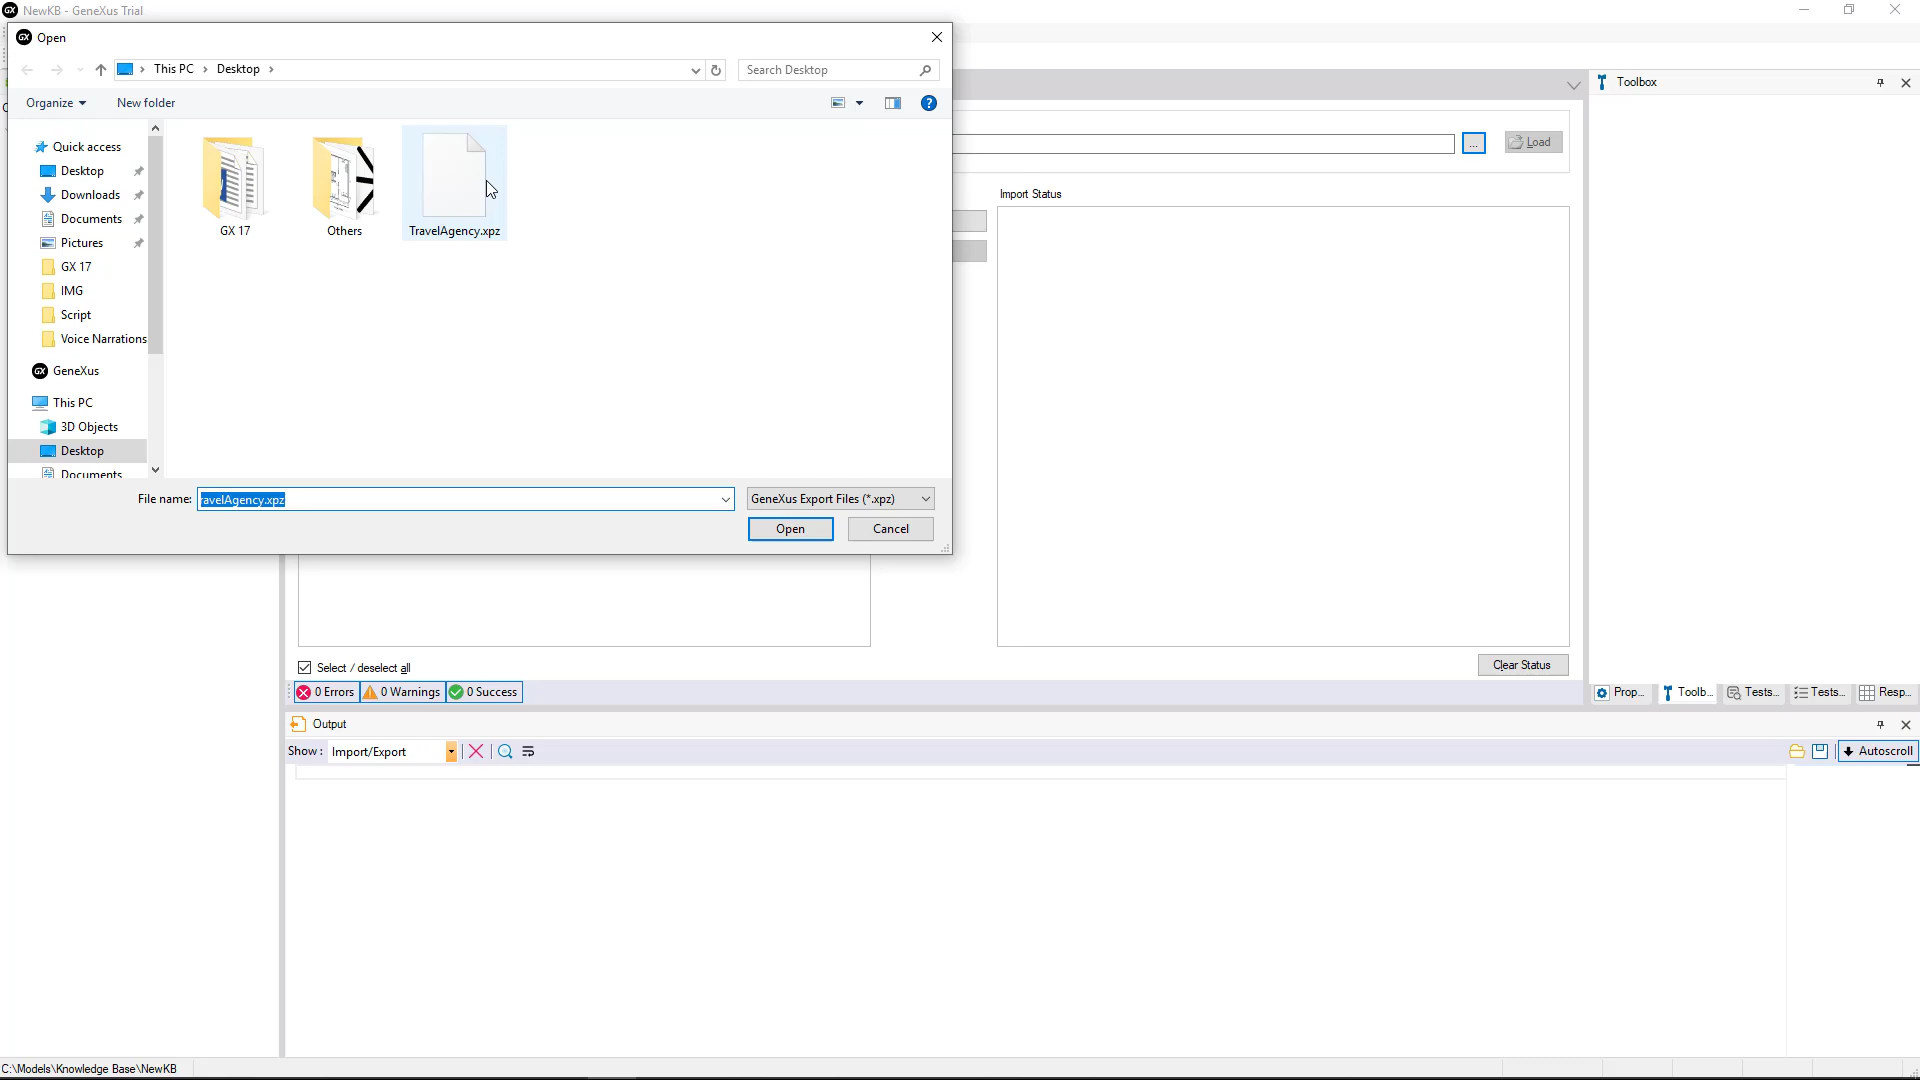 NewKB - GeneXus Trial
Open
This PC > Desktop >
Search Desktop
Organize
New folder
Quick access
Desktop
Downloads
Documents
Pictures
GX 17
IMG
Script
Voice Narrations
GeneXus
This PC
3D Objects
Desktop
Documents
GX 17
Others
TravelAgency.xpz
File name:
ravelAgency.xpz
GeneXus Export Files (*.xpz)
Open
Cancel
...
Load
Import Status
Toolbox
Select / deselect all
Clear Status
0 Errors
0 Warnings
0 Success
Prop...
Toolb...
Tests...
Tests...
Resp...
Output
Show :
Import/Export
Autoscroll
C:\Models\Knowledge Base\NewKB